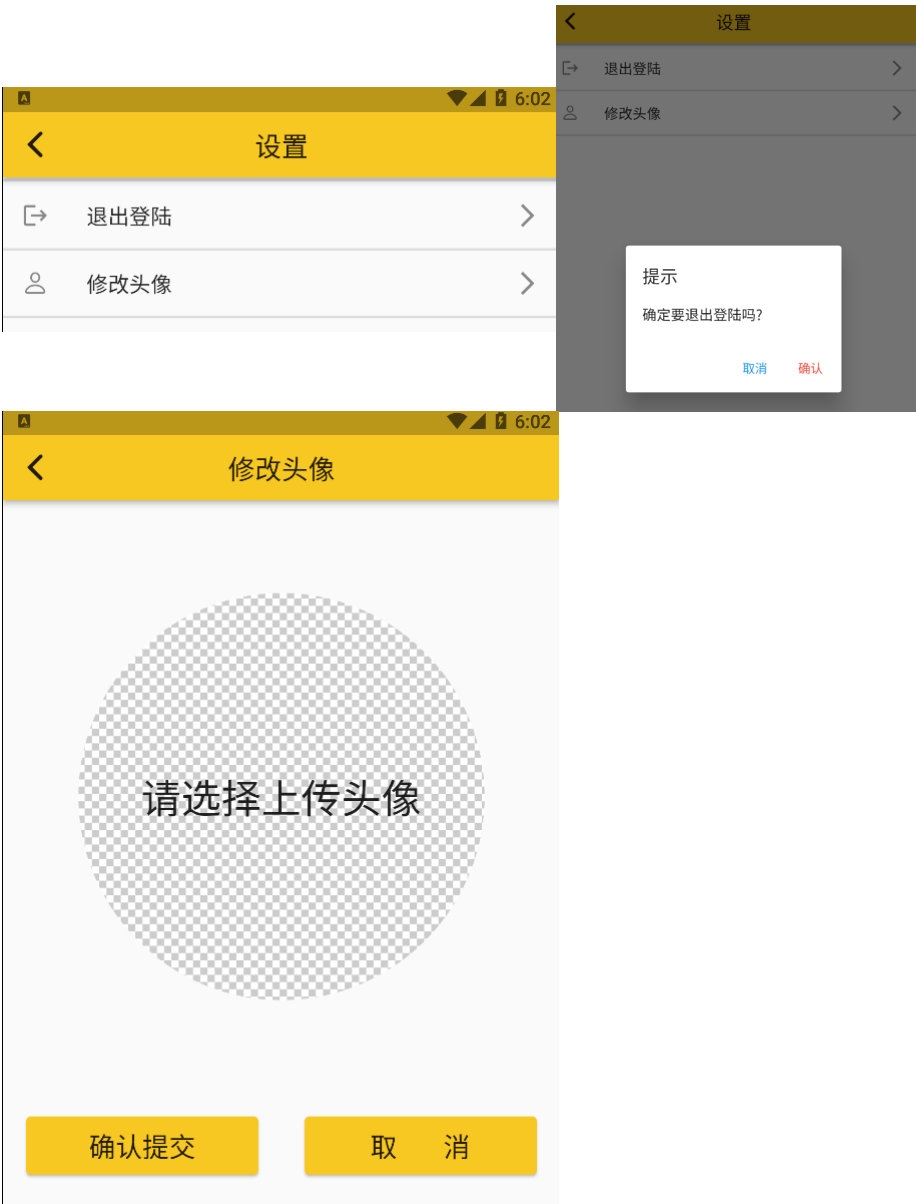 6:02
设置
退出登陆
修改头像
设置
退出登陆
修改头像
提示
确定要退出登陆吗?
取消 确认
6:02
修改头像
请选择上传头像
确认提交 取 消